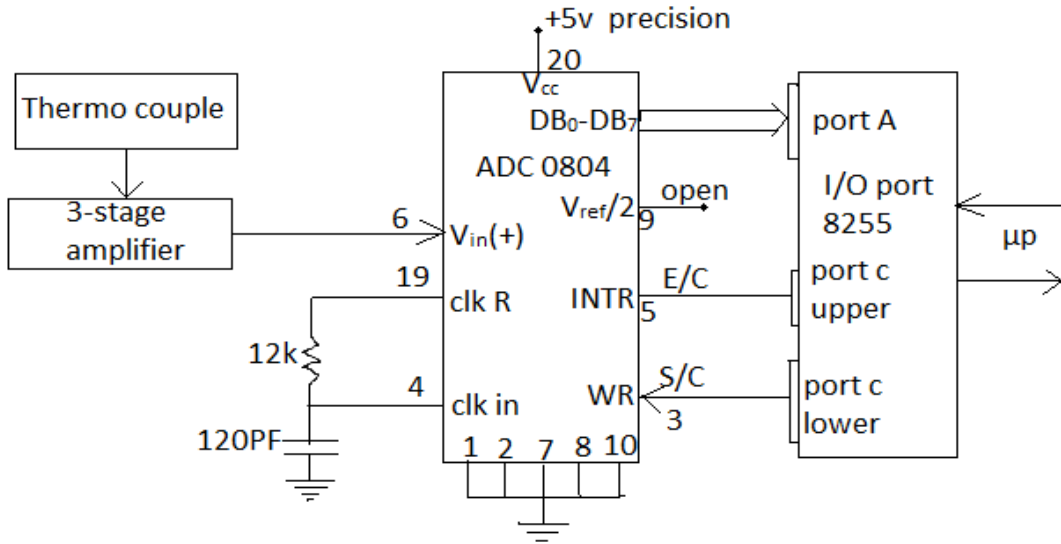 +5v precision
20
Vcc
Thermo couple
DB₀-DB₇
port A
ADC 0804
3-stage
amplifier
6
Vin(+)
Vref/2
open
9
I/O port
8255
μp
19
clk R
INTR
E/C
5
port c
upper
12k
4
clk in
WR
S/C
3
port c
lower
120PF
1 2 7 8 10